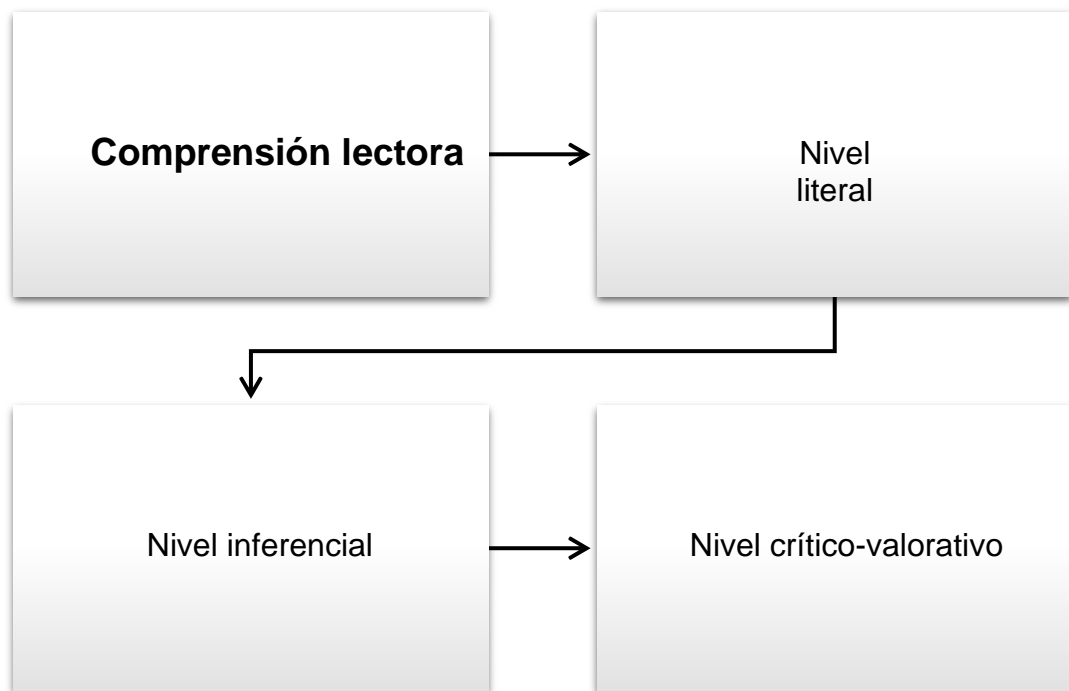 Comprensión lectora
Nivel
literal
Nivel inferencial
Nivel crítico-valorativo